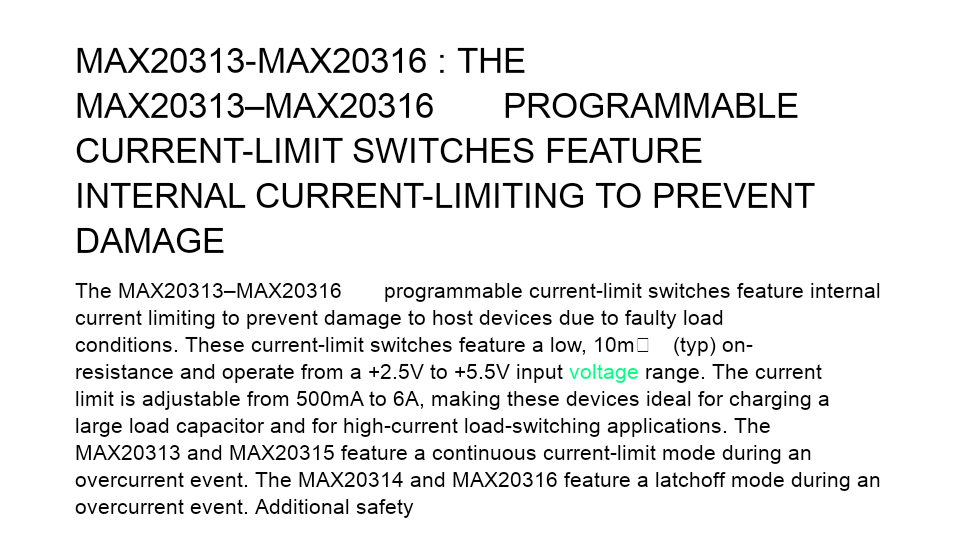 MAX20313-MAX20316 : THE
MAX20313–MAX20316 PROGRAMMABLE
CURRENT-LIMIT SWITCHES FEATURE
INTERNAL CURRENT-LIMITING TO PREVENT
DAMAGE
The MAX20313–MAX20316 programmable current-limit switches feature internal
current limiting to prevent damage to host devices due to faulty load
conditions. These current-limit switches feature a low, 10m□ (typ) on-
resistance and operate from a +2.5V to +5.5V input voltage range. The current
limit is adjustable from 500mA to 6A, making these devices ideal for charging a
large load capacitor and for high-current load-switching applications. The
MAX20313 and MAX20315 feature a continuous current-limit mode during an
overcurrent event. The MAX20314 and MAX20316 feature a latchoff mode during an
overcurrent event. Additional safety